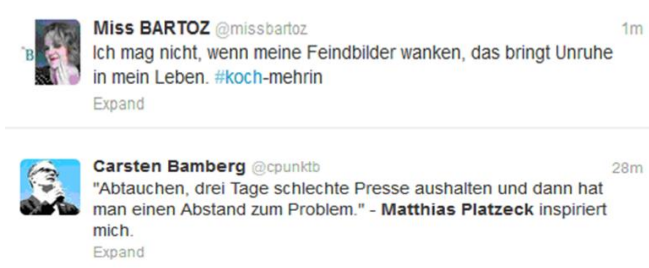 Miss BARTOZ @missbartoz 1m
Ich mag nicht, wenn meine Feindbilder wanken, das bringt Unruhe
in mein Leben. #koch-mehrin
Expand
Carsten Bamberg @cpunktb 28m
"Abtauchen, drei Tage schlechte Presse aushalten und dann hat
man einen Abstand zum Problem." - Matthias Platzeck inspiriert
mich.
Expand